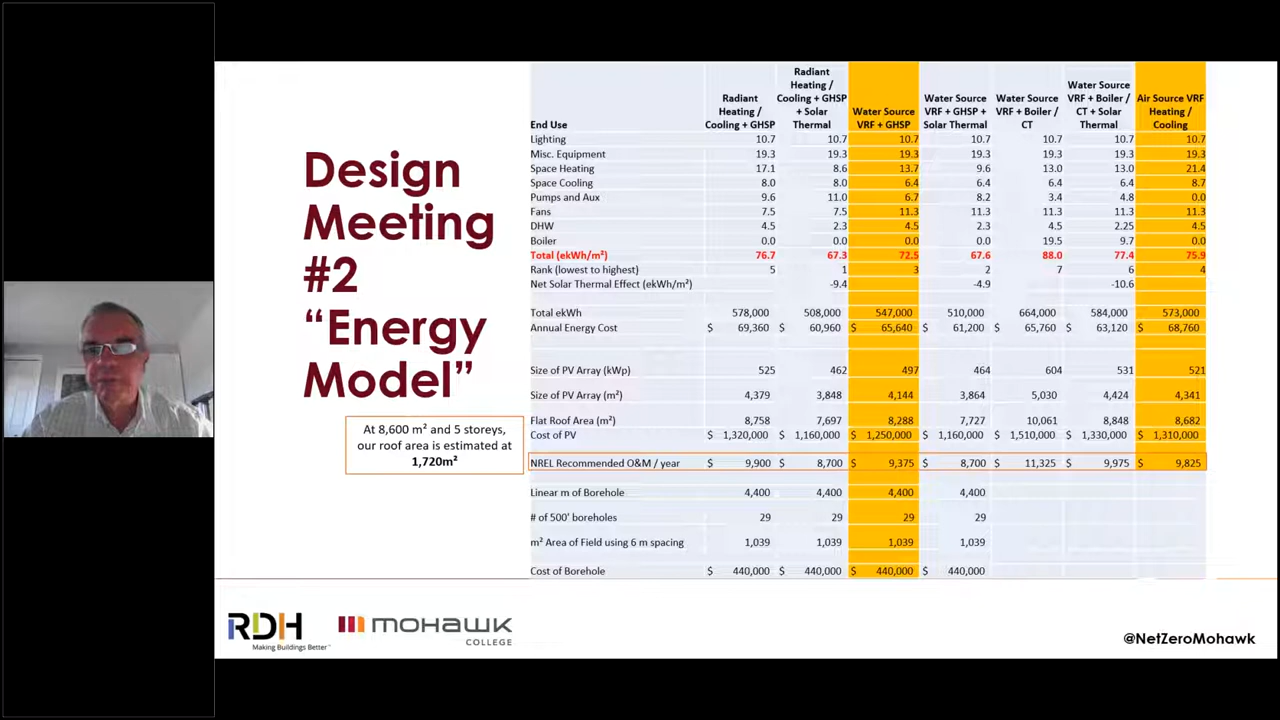 Design
Meeting
#2
“Energy
Model”
At 8,600 m² and 5 storeys,
our roof area is estimated at
1,720m²
End Use | Radiant Heating / Cooling + GHSP | Radiant Heating / Cooling + GHSP + Solar Thermal | Water Source VRF + GHSP | Water Source VRF + GHSP + Solar Thermal | Water Source VRF + Boiler / CT | Water Source VRF + Boiler / CT + Solar Thermal | Air Source VRF Heating / Cooling
Lighting 10.7 10.7 10.7 10.7 10.7 10.7 10.7
Misc. Equipment 19.3 19.3 19.3 19.3 19.3 19.3 19.3
Space Heating 17.1 8.6 13.7 9.6 13.0 13.0 21.4
Space Cooling 8.0 8.0 6.4 6.4 6.4 6.4 8.7
Pumps and Aux 9.6 11.0 6.7 8.2 3.4 4.8 0.0
Fans 7.5 7.5 11.3 11.3 11.3 11.3 11.3
DHW 4.5 2.3 4.5 2.3 4.5 2.25 4.5
Boiler 0.0 0.0 0.0 0.0 19.5 9.7 0.0
Total (ekWh/m²) 76.7 67.3 72.5 67.6 88.0 77.4 75.9
Rank (lowest to highest) 5 1 3 2 7 6 4
Net Solar Thermal Effect (ekWh/m²) -9.4 -4.9 -10.6
Total ekWh 578,000 508,000 547,000 510,000 664,000 584,000 573,000
Annual Energy Cost $ 69,360 $ 60,960 $ 65,640 $ 61,200 $ 65,760 $ 63,120 $ 68,760
Size of PV Array (kWp) 525 462 497 464 604 531 521
Size of PV Array (m²) 4,379 3,848 4,144 3,864 5,030 4,424 4,341
Flat Roof Area (m²) 8,758 7,697 8,288 7,727 10,061 8,848 8,682
Cost of PV $ 1,320,000 $ 1,160,000 $ 1,250,000 $ 1,160,000 $ 1,510,000 $ 1,330,000 $ 1,310,000
NREL Recommended O&M / year $ 9,900 $ 8,700 $ 9,375 $ 8,700 $ 11,325 $ 9,975 $ 9,825
Linear m of Borehole 4,400 4,400 4,400 4,400
# of 500' boreholes 29 29 29 29
m² Area of Field using 6 m spacing 1,039 1,039 1,039 1,039
Cost of Borehole $ 440,000 $ 440,000 $ 440,000 $ 440,000
RDH
Making Buildings Better™
mohawk
COLLEGE
@NetZeroMohawk